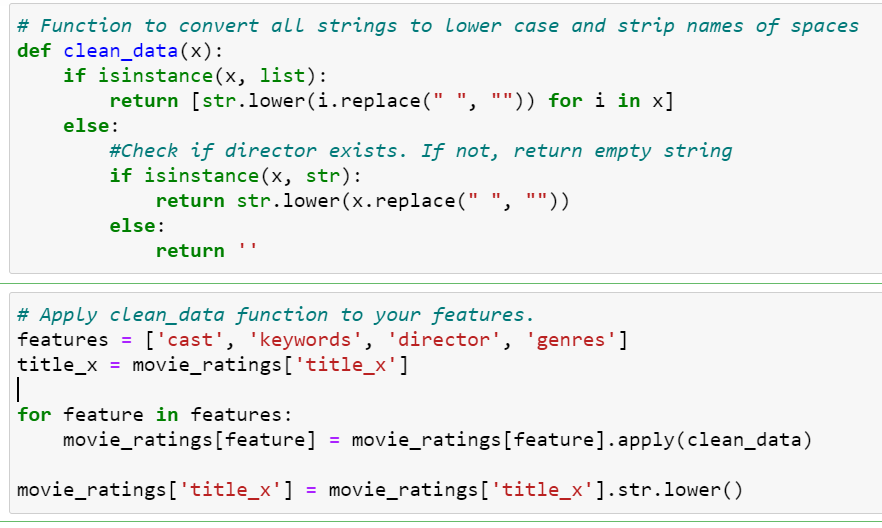 # Function to convert all strings to lower case and strip names of spaces
def clean_data(x):
    if isinstance(x, list):
        return [str.lower(i.replace(" ", "")) for i in x]
    else:
        #Check if director exists. If not, return empty string
        if isinstance(x, str):
            return str.lower(x.replace(" ", ""))
        else:
            return ''
# Apply clean_data function to your features.
features = ['cast', 'keywords', 'director', 'genres']
title_x = movie_ratings['title_x']
for feature in features:
    movie_ratings[feature] = movie_ratings[feature].apply(clean_data)
movie_ratings['title_x'] = movie_ratings['title_x'].str.lower()